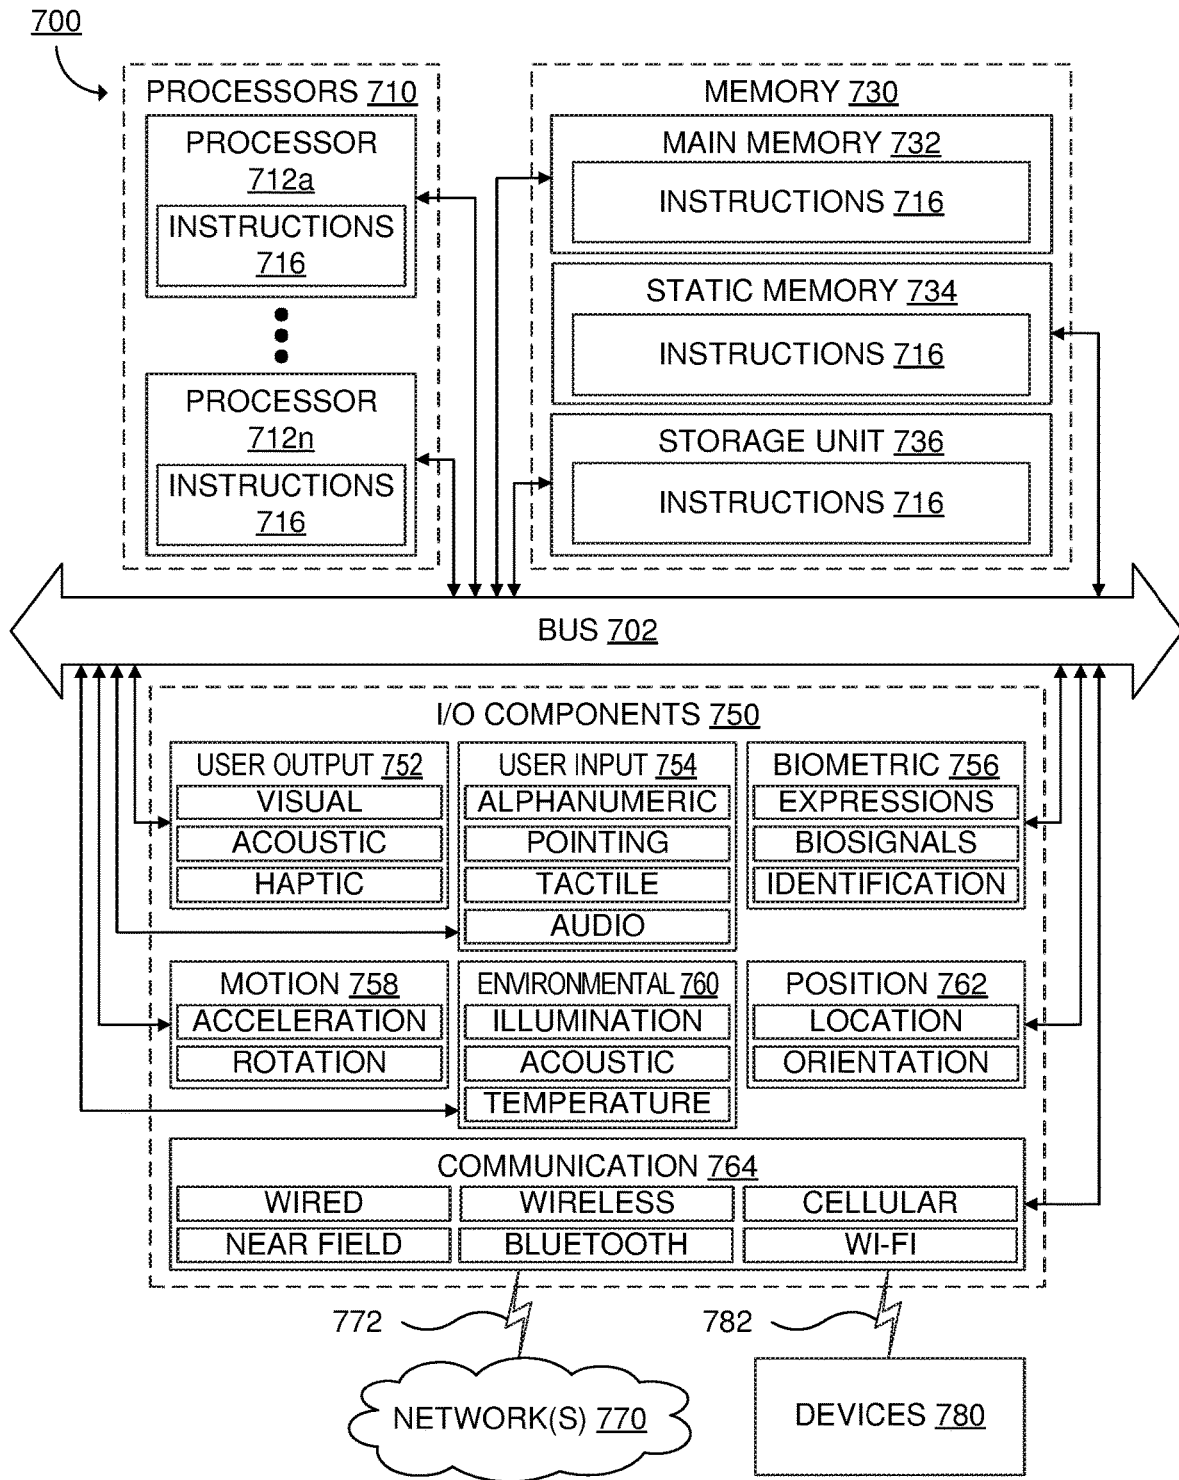 700
PROCESSORS 710
PROCESSOR
712a
INSTRUCTIONS
716
PROCESSOR
712n
INSTRUCTIONS
716
MEMORY 730
MAIN MEMORY 732
INSTRUCTIONS 716
STATIC MEMORY 734
INSTRUCTIONS 716
STORAGE UNIT 736
INSTRUCTIONS 716
BUS 702
I/O COMPONENTS 750
USER OUTPUT 752
VISUAL
ACOUSTIC
HAPTIC
USER INPUT 754
ALPHANUMERIC
POINTING
TACTILE
AUDIO
BIOMETRIC 756
EXPRESSIONS
BIOSIGNALS
IDENTIFICATION
MOTION 758
ACCELERATION
ROTATION
ENVIRONMENTAL 760
ILLUMINATION
ACOUSTIC
TEMPERATURE
POSITION 762
LOCATION
ORIENTATION
COMMUNICATION 764
WIRED
WIRELESS
CELLULAR
NEAR FIELD
BLUETOOTH
WI-FI
772
782
NETWORK(S) 770
DEVICES 780